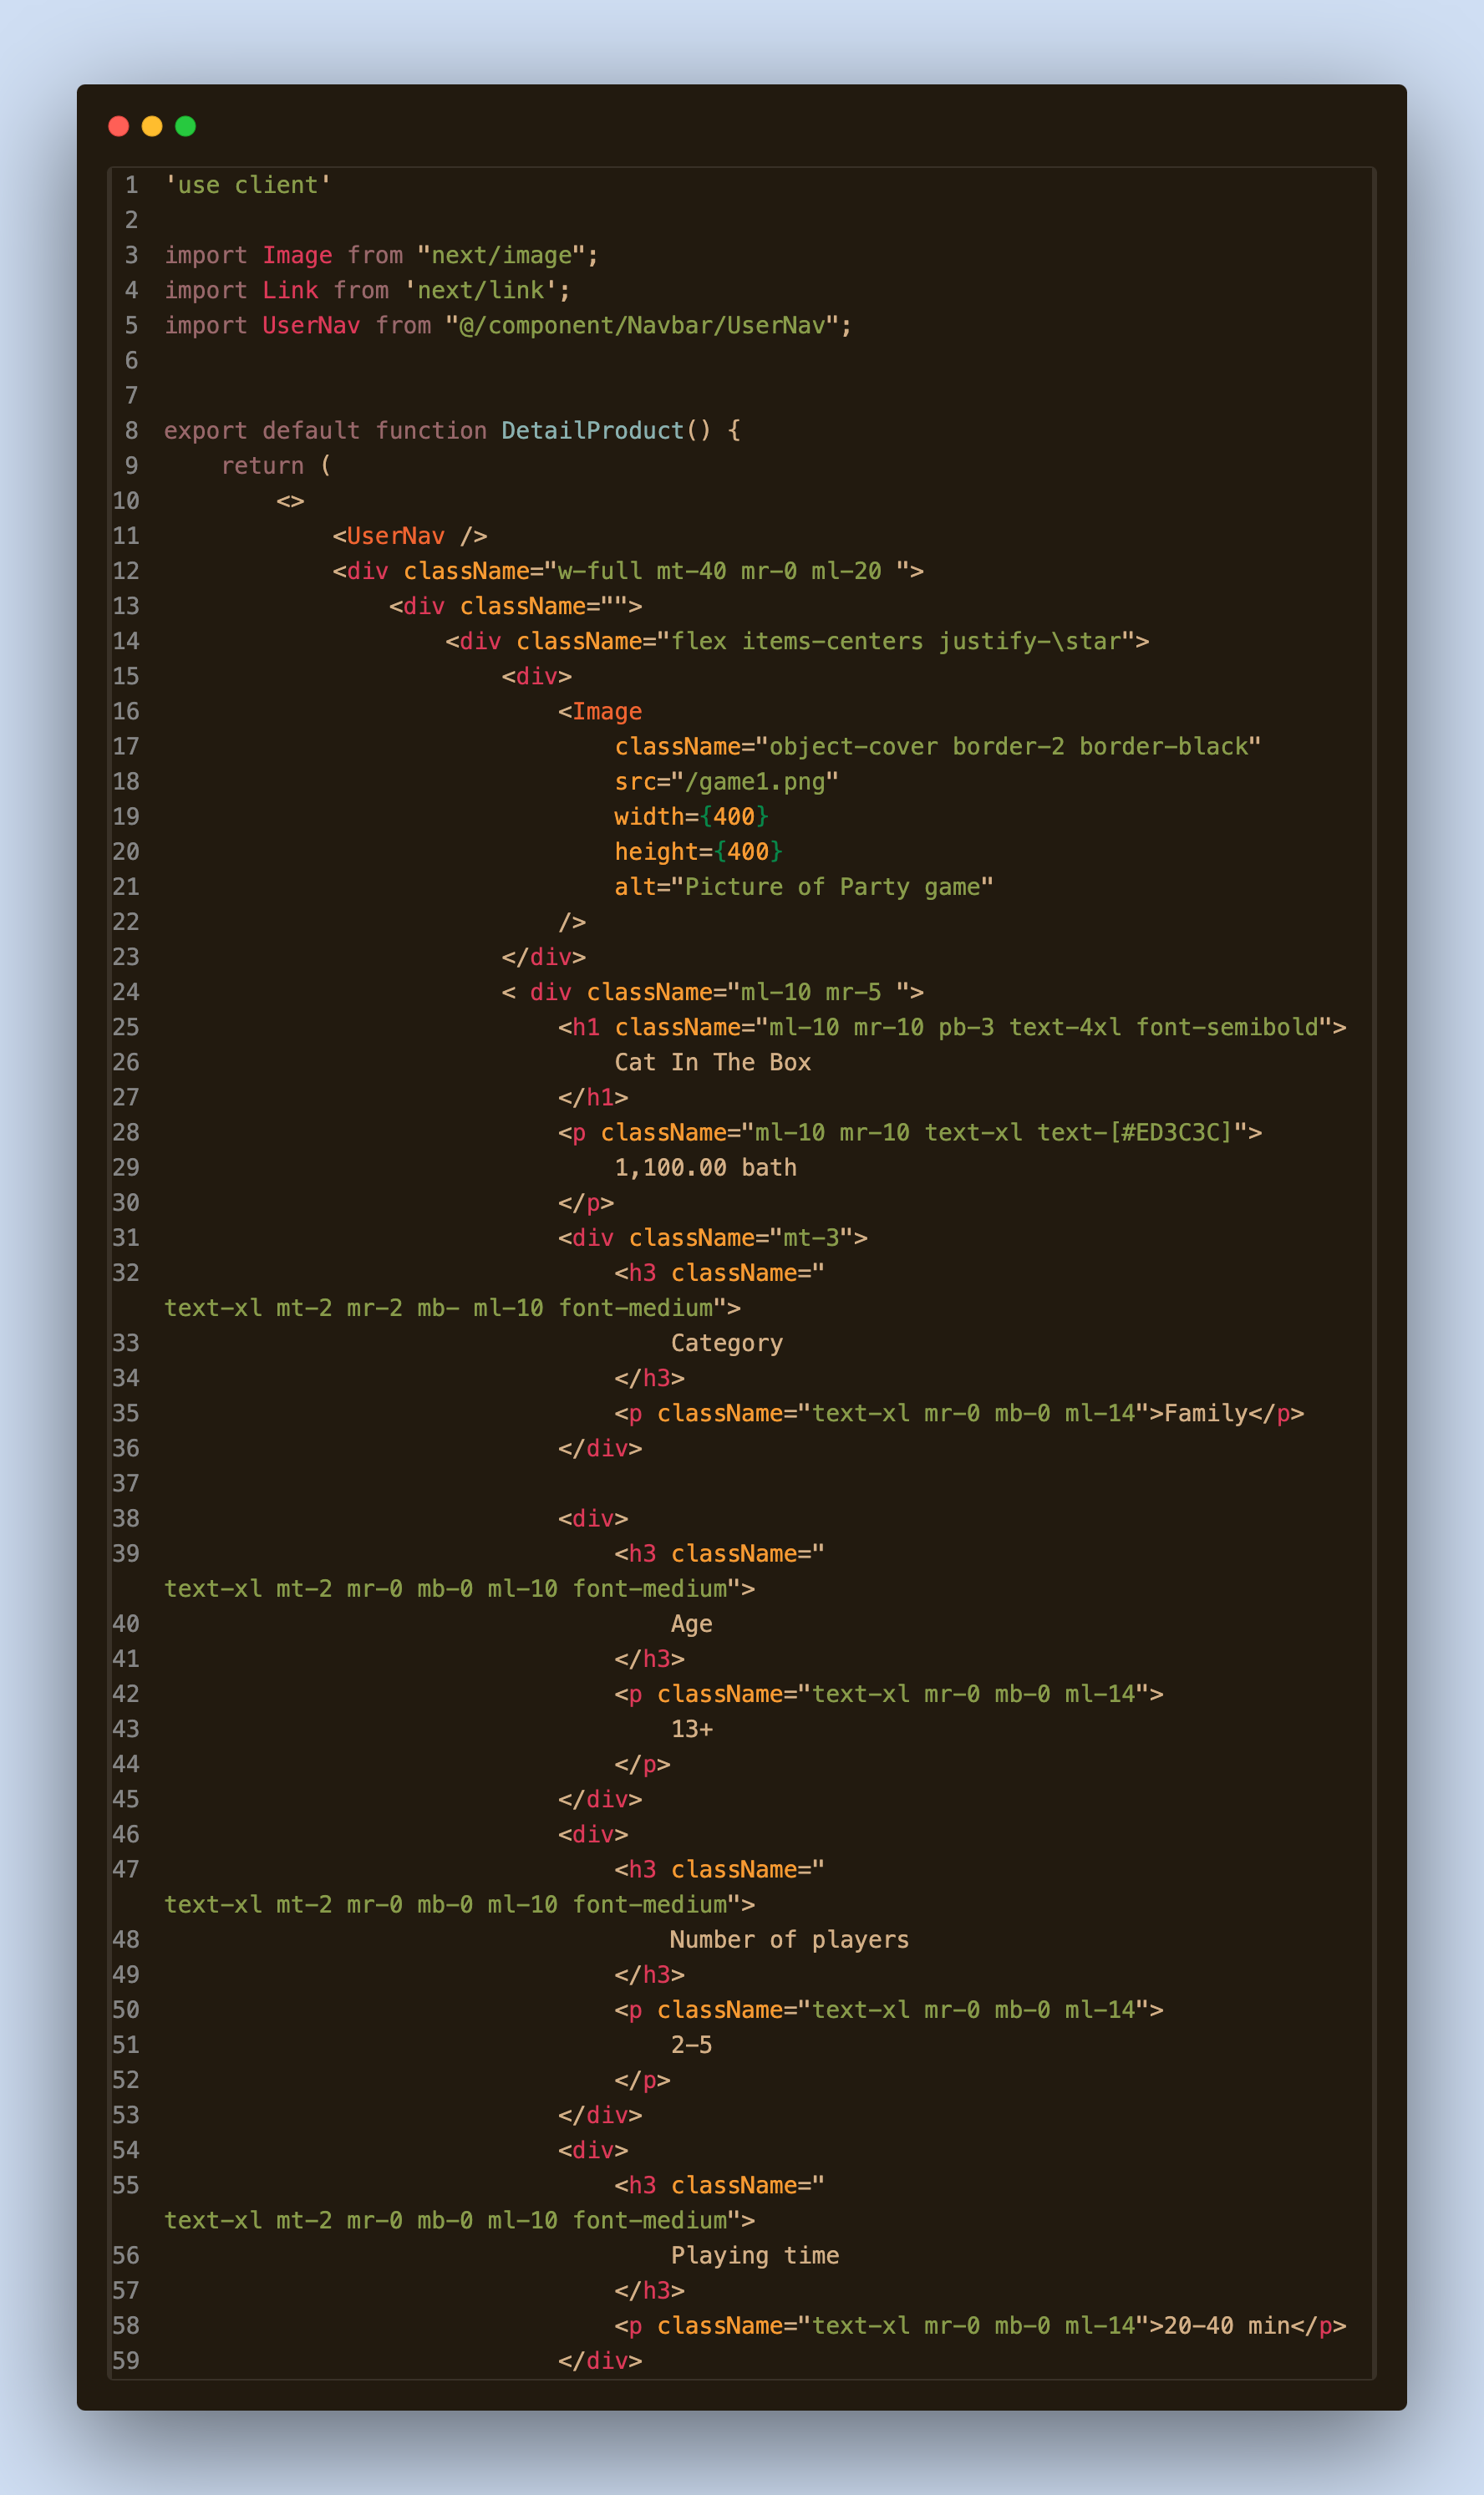 1 'use client'
2
3 import Image from "next/image";
4 import Link from 'next/link';
5 import UserNav from "@/component/Navbar/UserNav";
6
7
8 export default function DetailProduct() {
9     return (
10         <>
11             <UserNav />
12             <div className="w-full mt-40 mr-0 ml-20 ">
13                 <div className="">
14                     <div className="flex items-centers justify-\star">
15                         <div>
16                             <Image
17                                 className="object-cover border-2 border-black"
18                                 src="/game1.png"
19                                 width={400}
20                                 height={400}
21                                 alt="Picture of Party game"
22                             />
23                         </div>
24                         < div className="ml-10 mr-5 ">
25                             <h1 className="ml-10 mr-10 pb-3 text-4xl font-semibold">
26                                 Cat In The Box
27                             </h1>
28                             <p className="ml-10 mr-10 text-xl text-[#ED3C3C]">
29                                 1,100.00 bath
30                             </p>
31                             <div className="mt-3">
32                                 <h3 className="
text-xl mt-2 mr-2 mb- ml-10 font-medium">
33                                     Category
34                                 </h3>
35                                 <p className="text-xl mr-0 mb-0 ml-14">Family</p>
36                             </div>
37
38                             <div>
39                                 <h3 className="
text-xl mt-2 mr-0 mb-0 ml-10 font-medium">
40                                     Age
41                                 </h3>
42                                 <p className="text-xl mr-0 mb-0 ml-14">
43                                     13+
44                                 </p>
45                             </div>
46                             <div>
47                                 <h3 className="
text-xl mt-2 mr-0 mb-0 ml-10 font-medium">
48                                     Number of players
49                                 </h3>
50                                 <p className="text-xl mr-0 mb-0 ml-14">
51                                     2-5
52                                 </p>
53                             </div>
54                             <div>
55                                 <h3 className="
text-xl mt-2 mr-0 mb-0 ml-10 font-medium">
56                                     Playing time
57                                 </h3>
58                                 <p className="text-xl mr-0 mb-0 ml-14">20-40 min</p>
59                             </div>